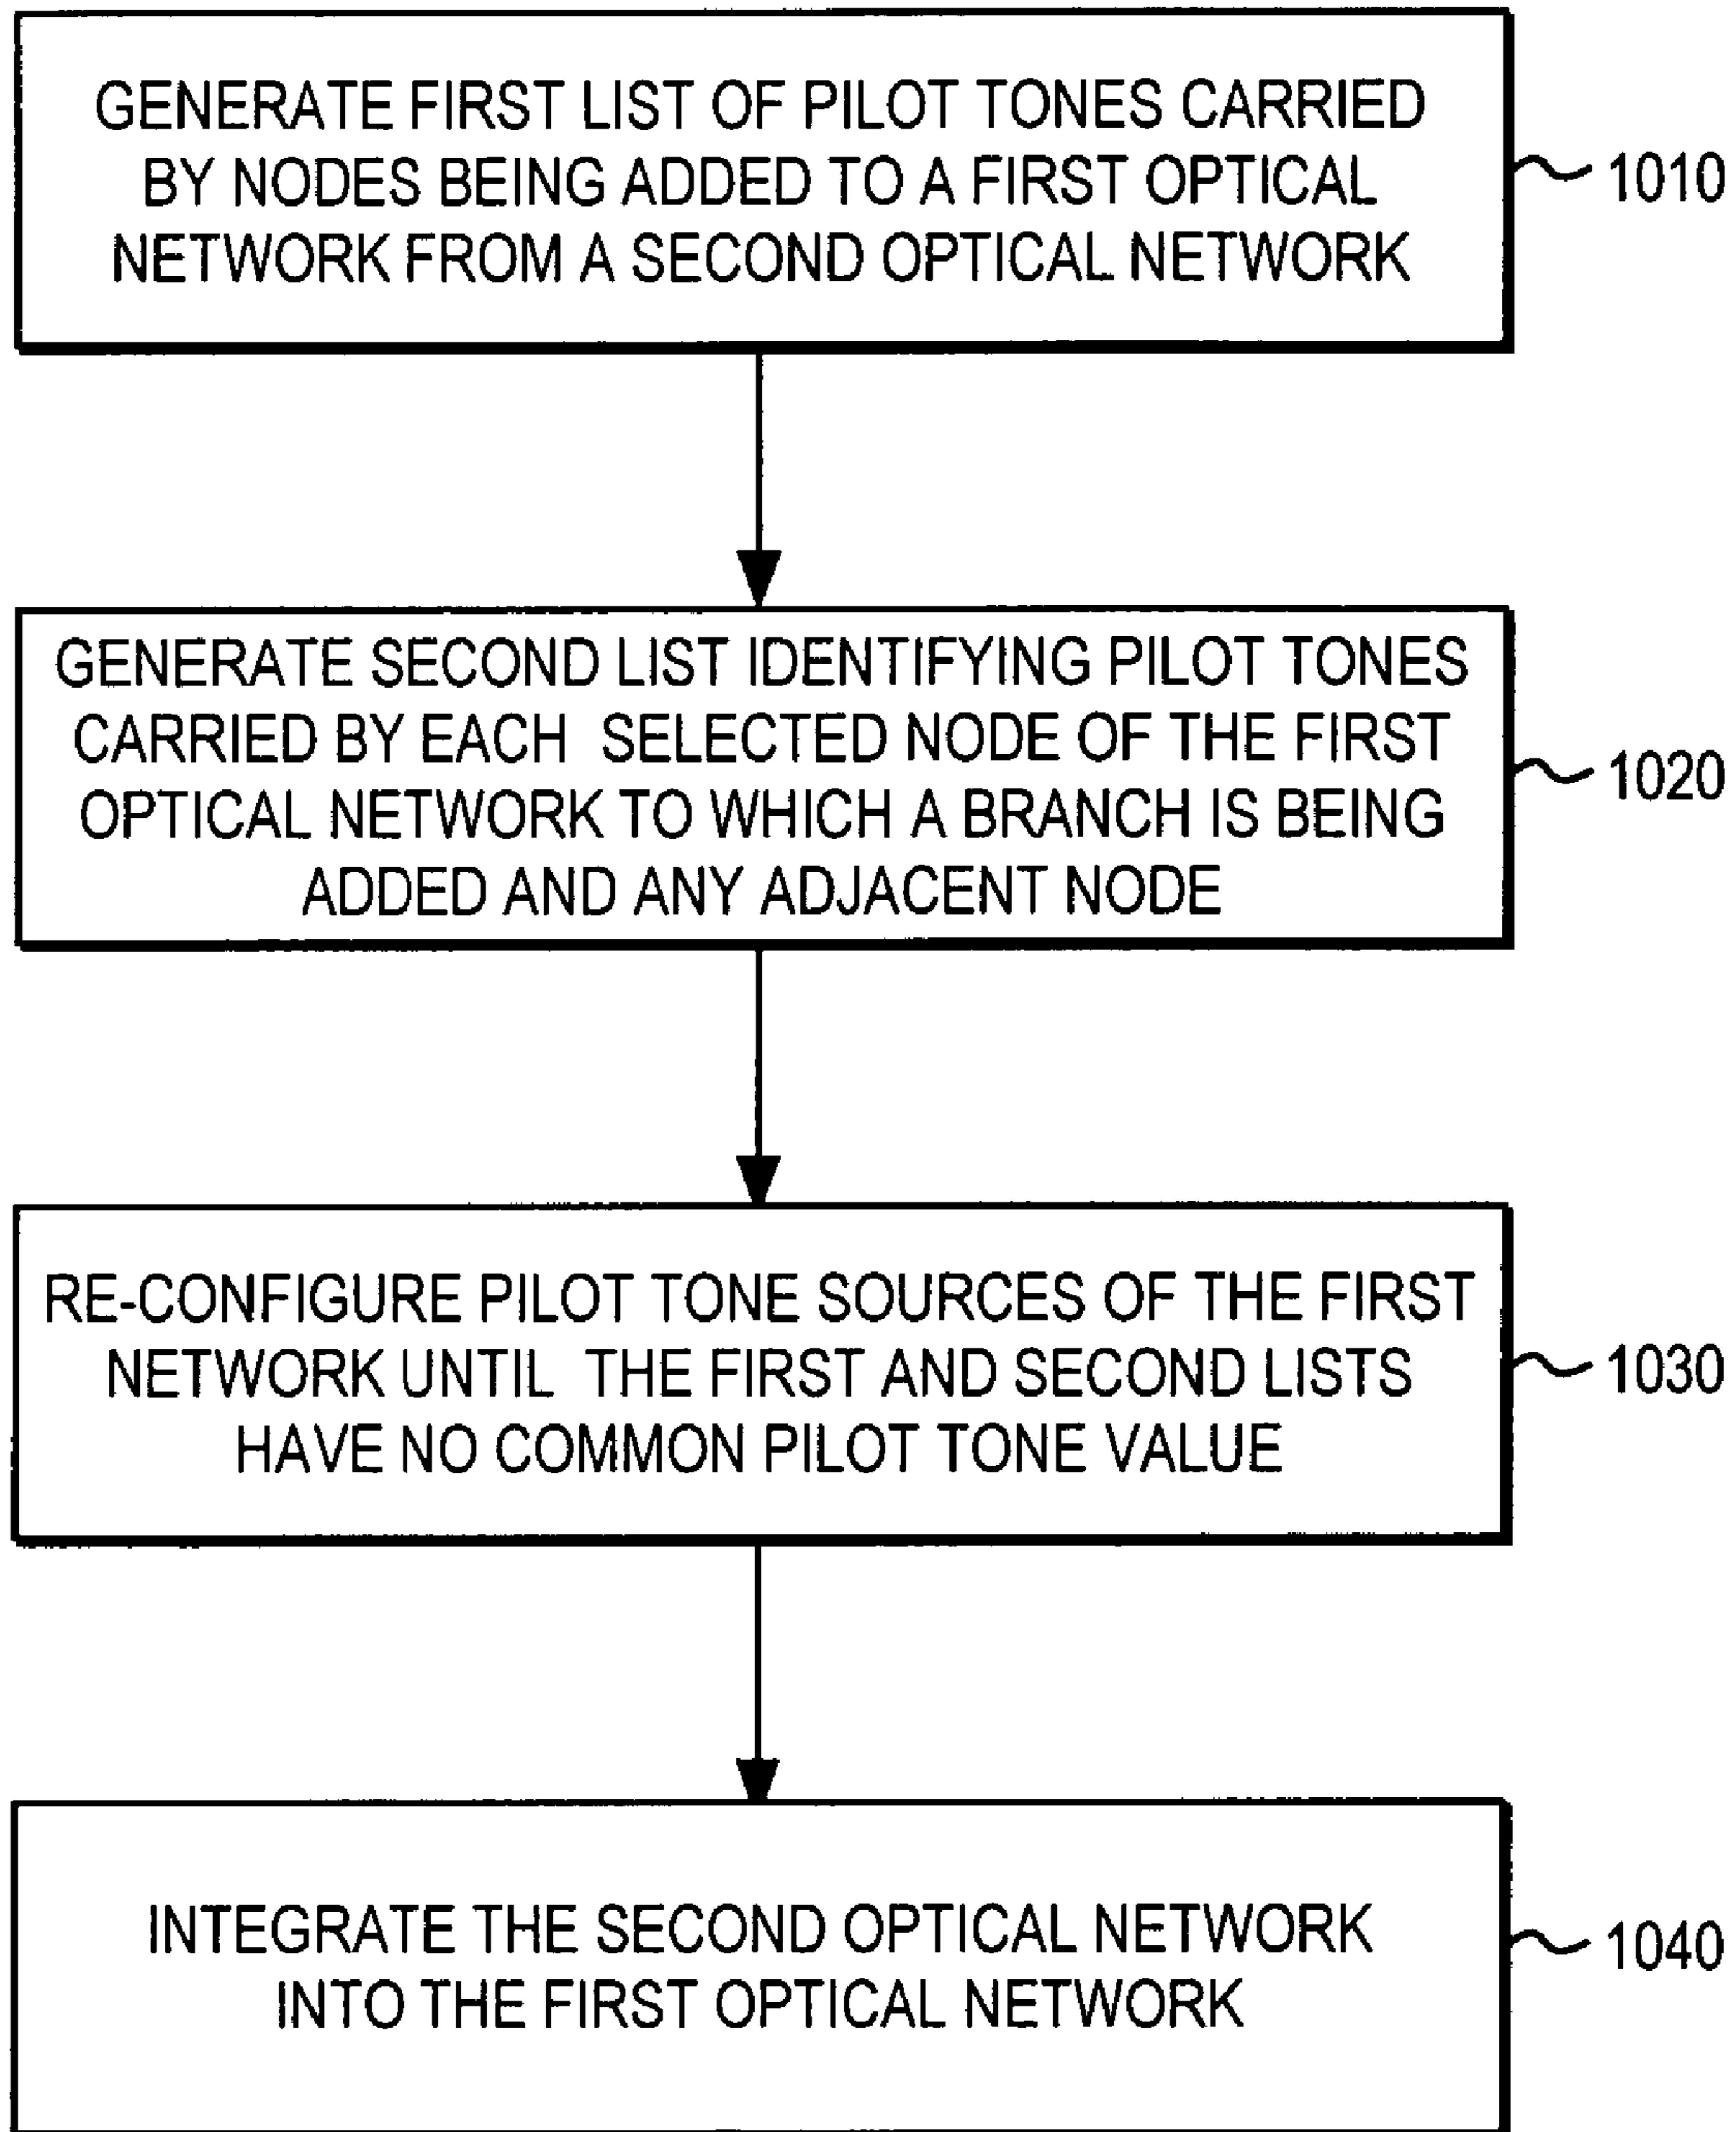 GENERATE FIRST LIST OF PILOT TONES CARRIED
BY NODES BEING ADDED TO A FIRST OPTICAL
NETWORK FROM A SECOND OPTICAL NETWORK
1010
GENERATE SECOND LIST IDENTIFYING PILOT TONES
CARRIED BY EACH SELECTED NODE OF THE FIRST
OPTICAL NETWORK TO WHICH A BRANCH IS BEING
ADDED AND ANY ADJACENT NODE
1020
RE-CONFIGURE PILOT TONE SOURCES OF THE FIRST
NETWORK UNTIL THE FIRST AND SECOND LISTS
HAVE NO COMMON PILOT TONE VALUE
1030
INTEGRATE THE SECOND OPTICAL NETWORK
INTO THE FIRST OPTICAL NETWORK
1040